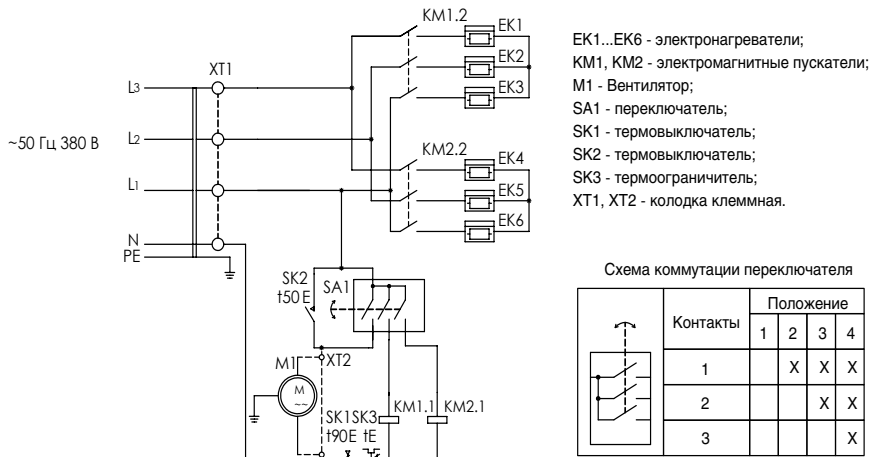 KM1.2
EK1
EK2
EK3
XT1
L3
L2
~50 Гц 380 В
L1
N
PE
KM2.2
EK4
EK5
EK6
SK2
t50 E
SA1
XT2
M1
M
~~
SK1SK3
t90E tE
KM1.1
KM2.1
EK1...EK6 - электронагреватели;
KM1, KM2 - электромагнитные пускатели;
M1 - Вентилятор;
SA1 - переключатель;
SK1 - термовыключатель;
SK2 - термовыключатель;
SK3 - термоограничитель;
XT1, XT2 - колодка клеммная.
Схема коммутации переключателя
Контакты
Положение
1 2 3 4
1 X X X
2 X X
3 X